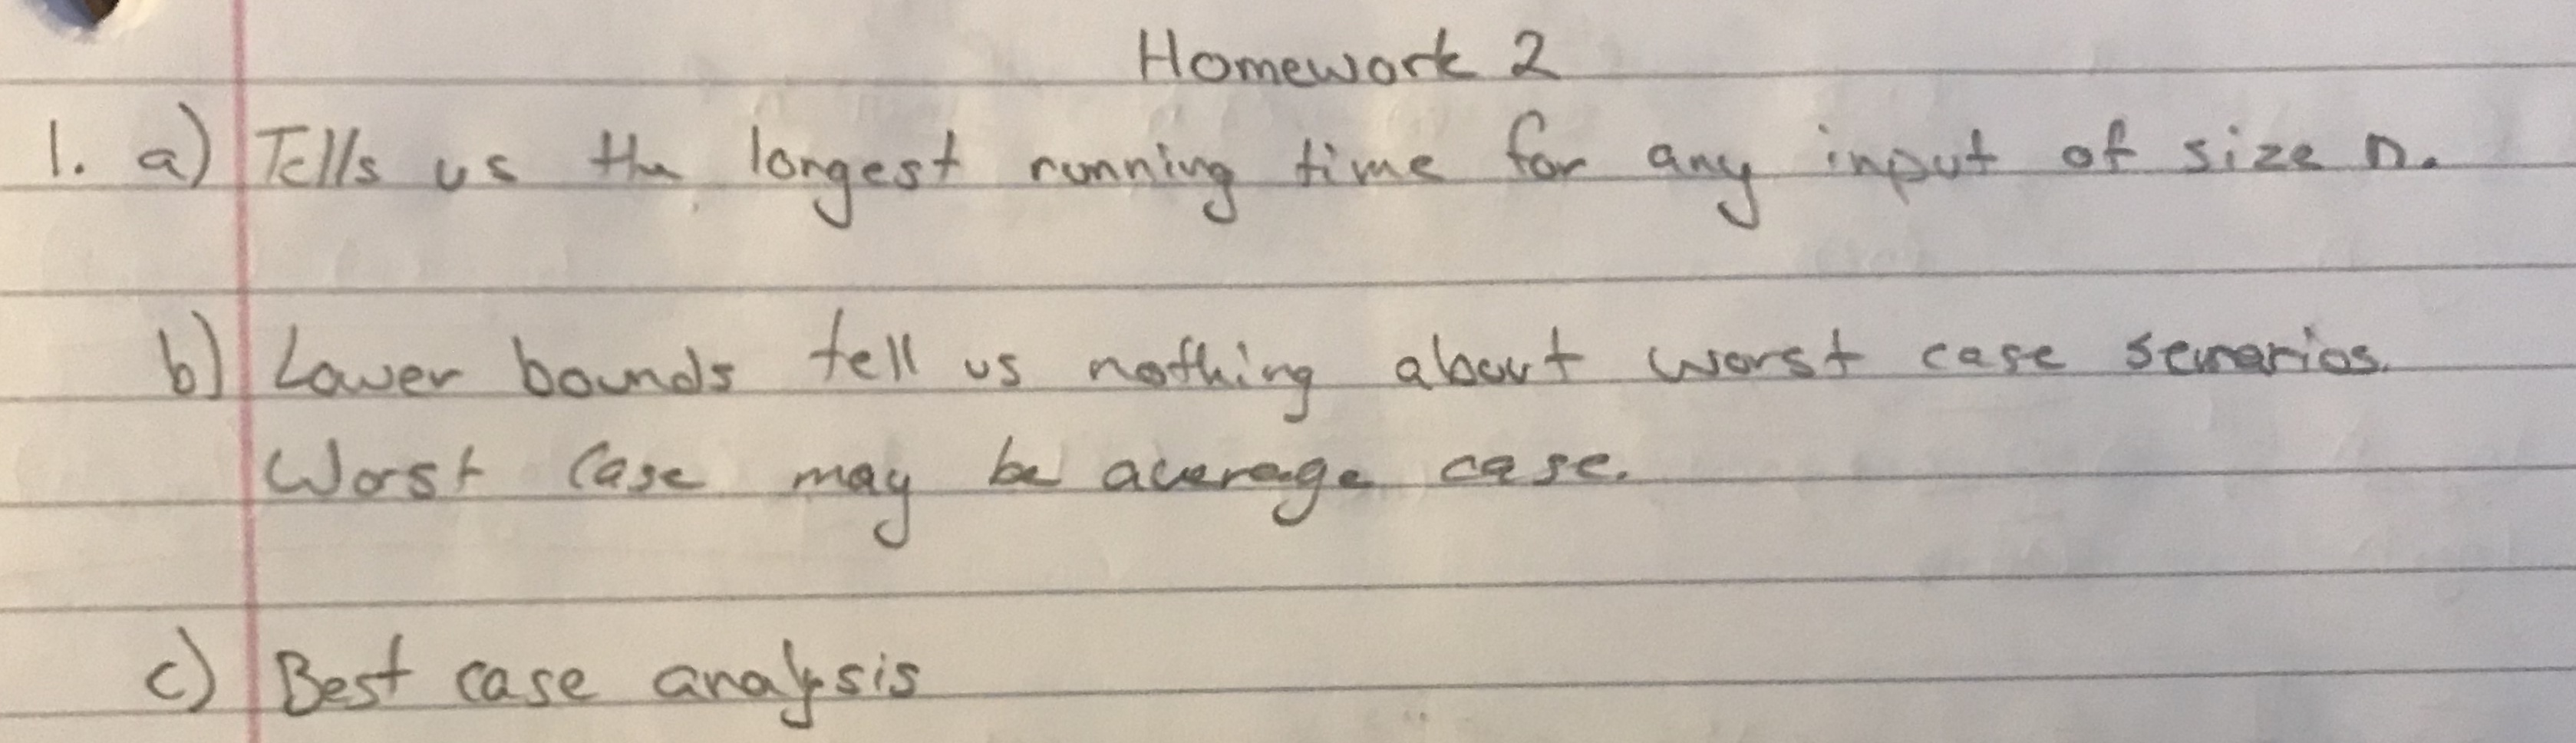 Homework 2
1. a) Tells us the longest running time for any input of size n.
b) Lower bounds tell us nothing about worst case senarios.
Worst case may be average case.
c) Best case analysis